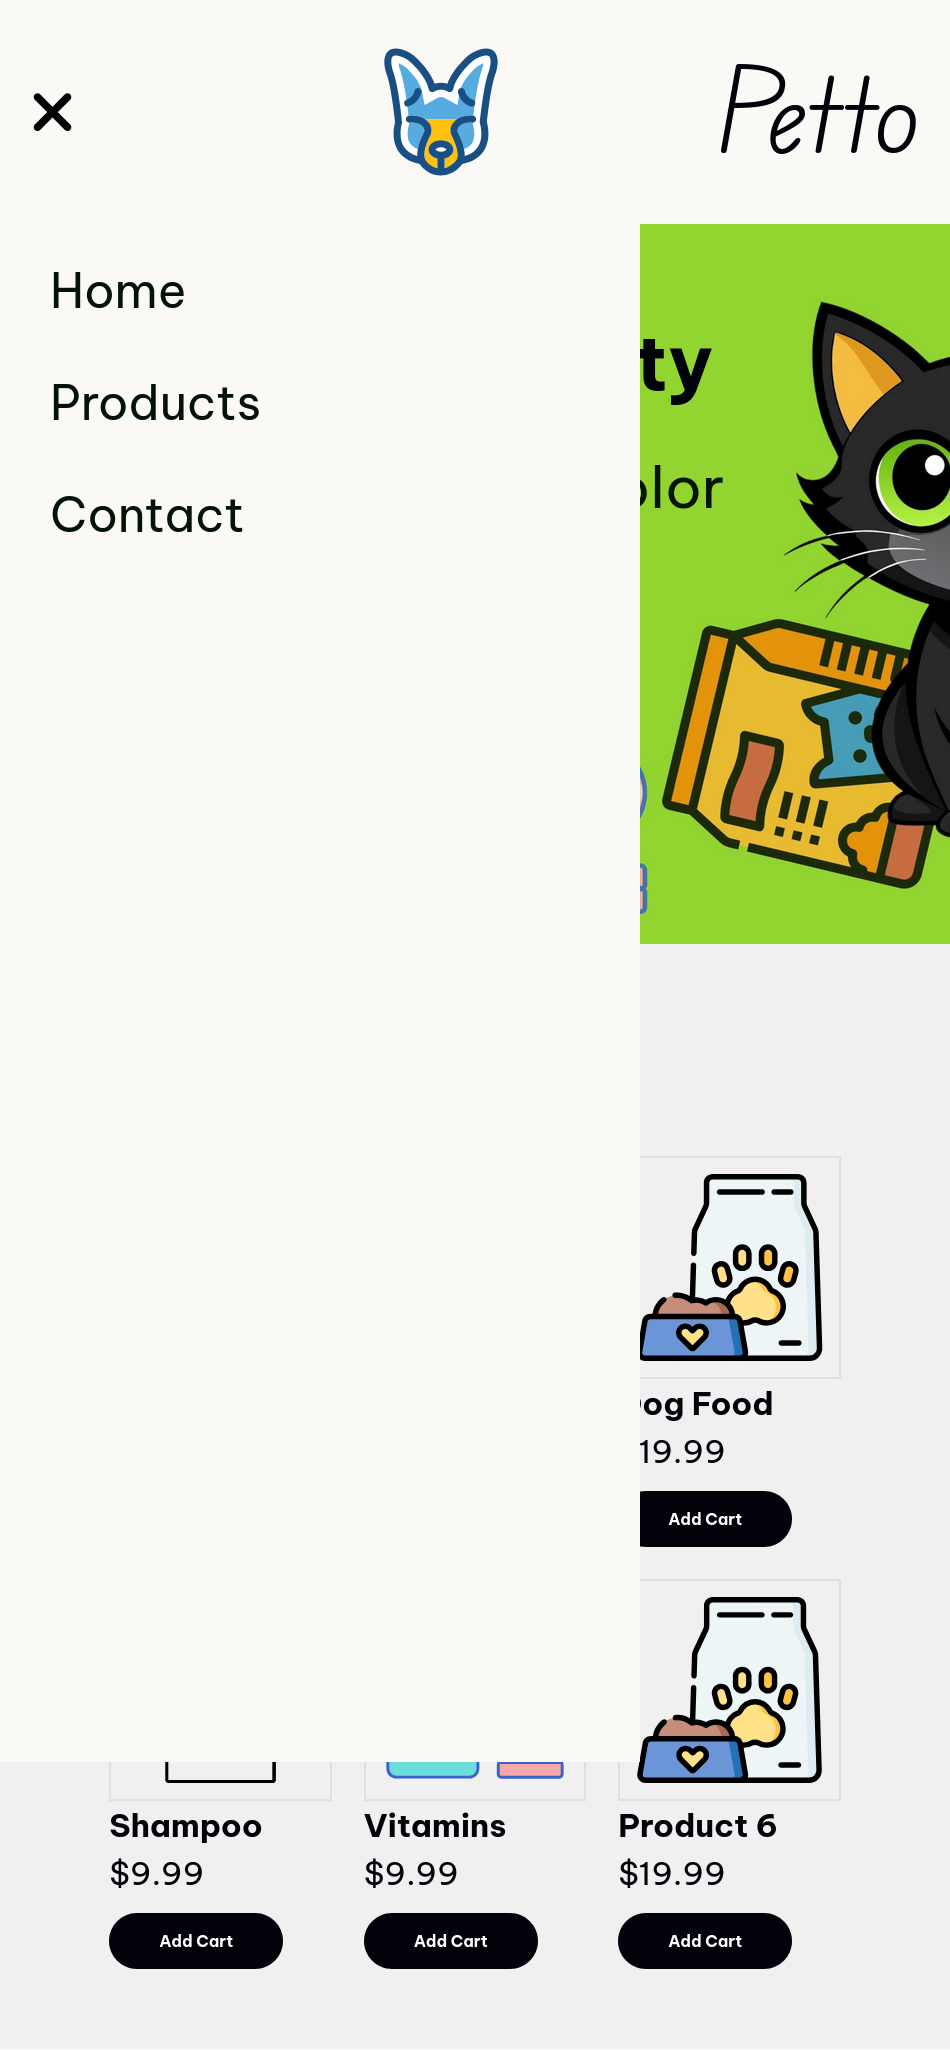 Petto
Home
Products
Contact
ty
olor
og Food
19.99
Add Cart
Shampoo
Vitamins
Product 6
$9.99
$9.99
$19.99
Add Cart
Add Cart
Add Cart